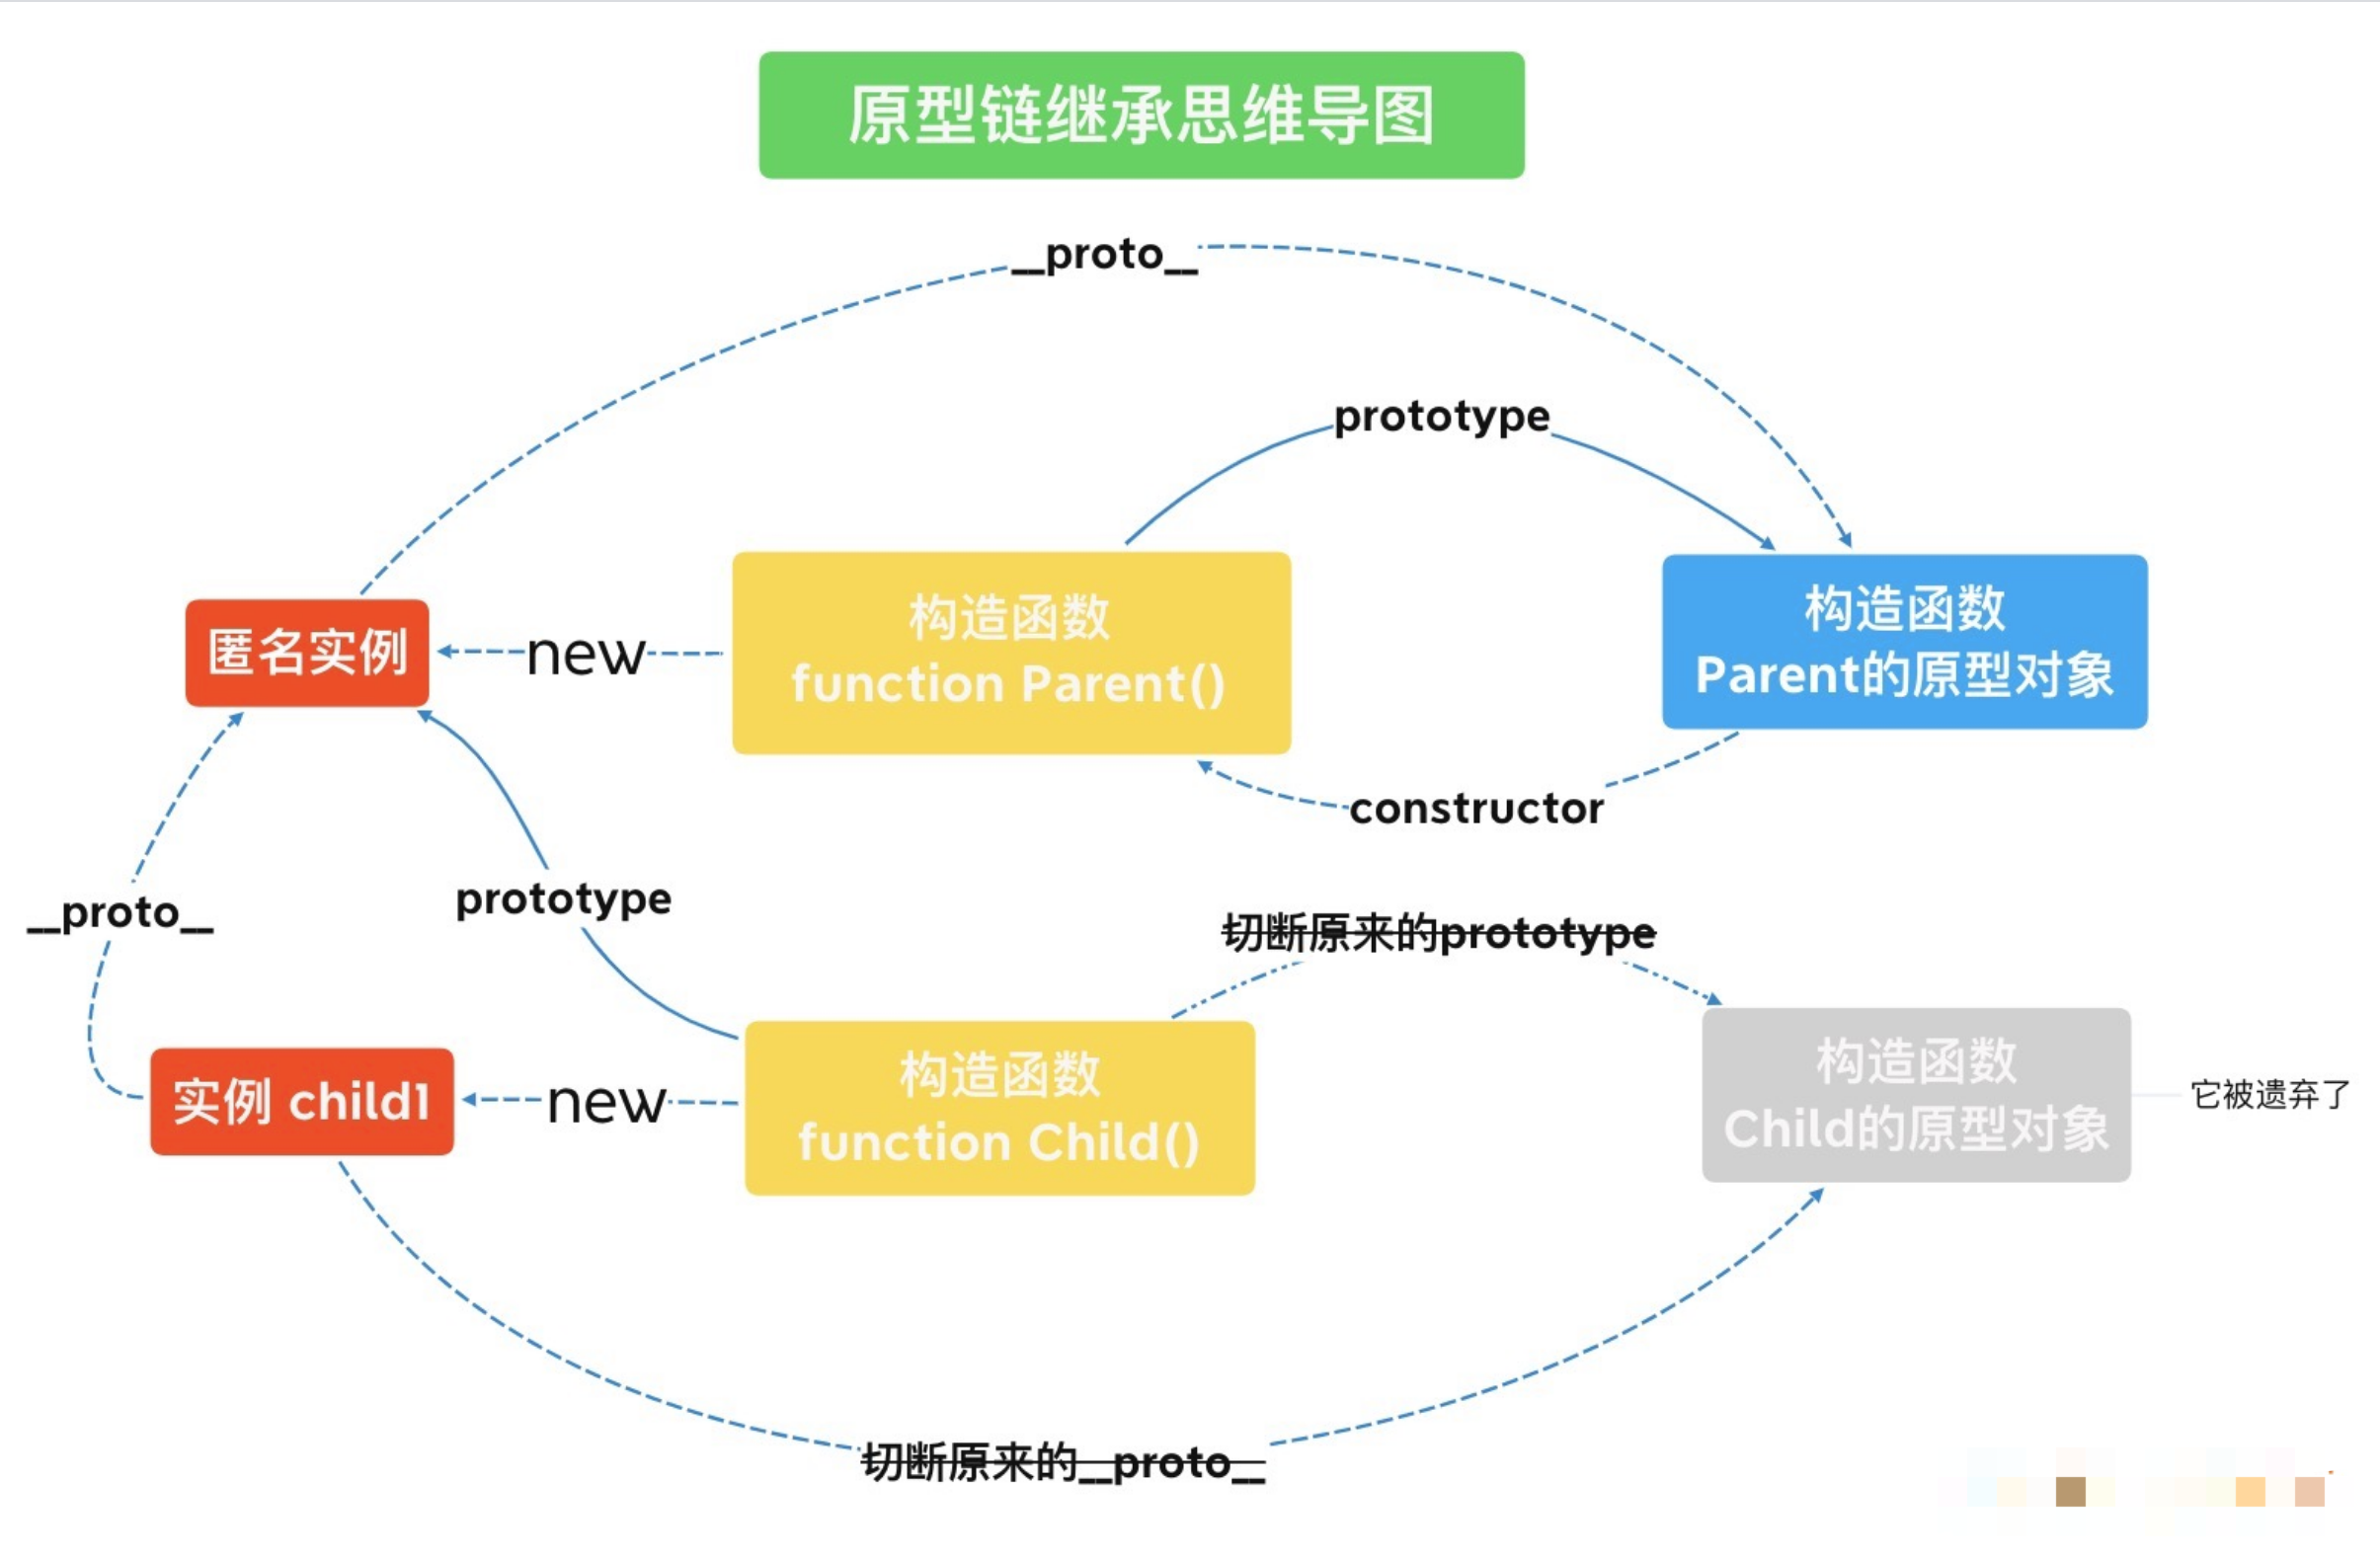 原型链继承思维导图
__proto__
prototype
匿名实例
new
构造函数
function Parent()
构造函数
Parent的原型对象
constructor
__proto__
prototype
切断原来的prototype
实例 child1
new
构造函数
function Child()
构造函数
Child的原型对象
它被遗弃了
切断原来的__proto__